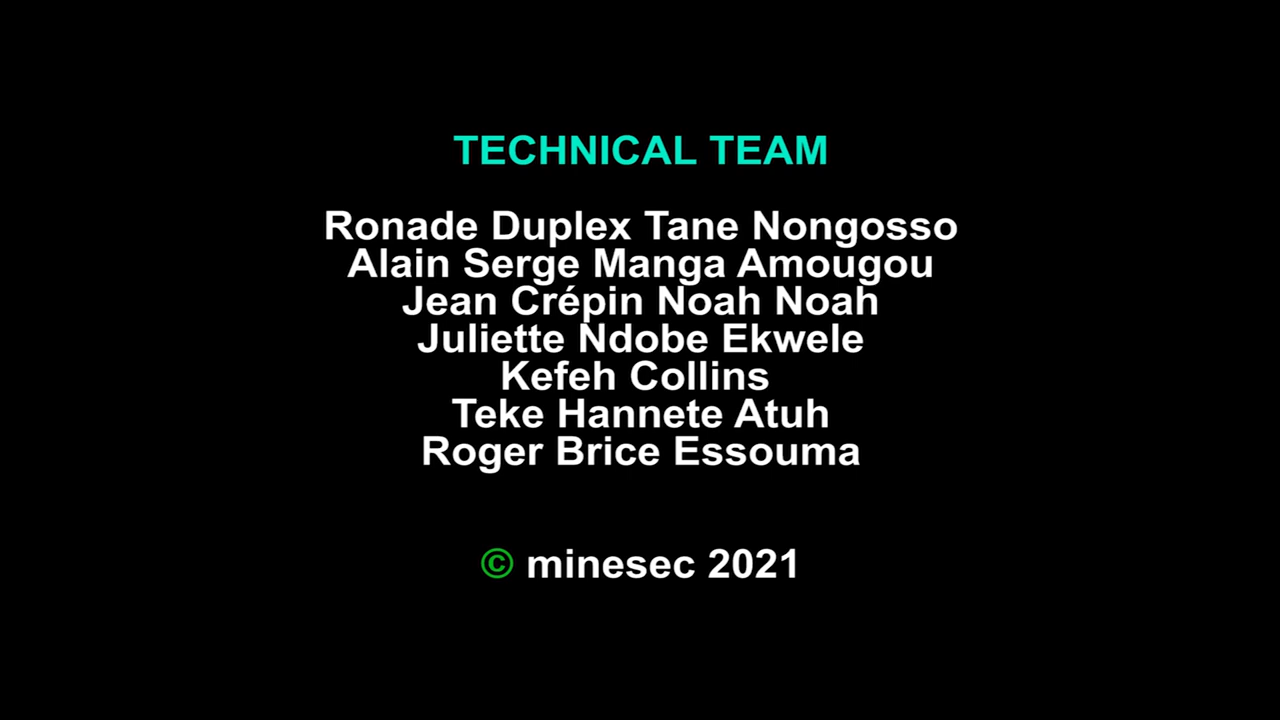 TECHNICAL TEAM
Ronade Duplex Tane Nongosso
Alain Serge Manga Amougou
Jean Crépin Noah Noah
Juliette Ndobe Ekwele
Kefeh Collins
Teke Hannete Atuh
Roger Brice Essouma
© minesec 2021